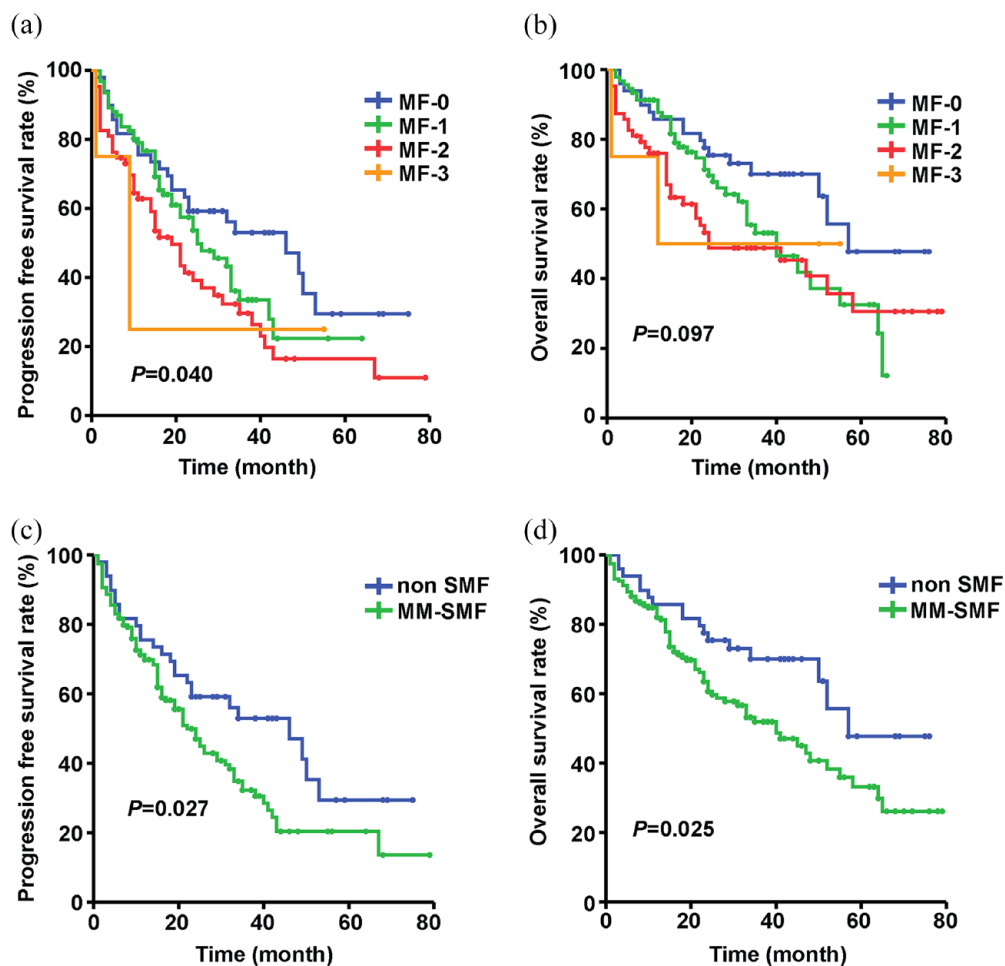 (a)
Progression free survival rate (%)
100
80
60
40
20
0
MF-0
MF-1
MF-2
MF-3
P=0.040
0 20 40 60 80
Time (month)
(b)
Overall survival rate (%)
100
80
60
40
20
0
MF-0
MF-1
MF-2
MF-3
P=0.097
0 20 40 60 80
Time (month)
(c)
Progression free survival rate (%)
100
80
60
40
20
0
non SMF
MM-SMF
P=0.027
0 20 40 60 80
Time (month)
(d)
Overall survival rate (%)
100
80
60
40
20
0
non SMF
MM-SMF
P=0.025
0 20 40 60 80
Time (month)